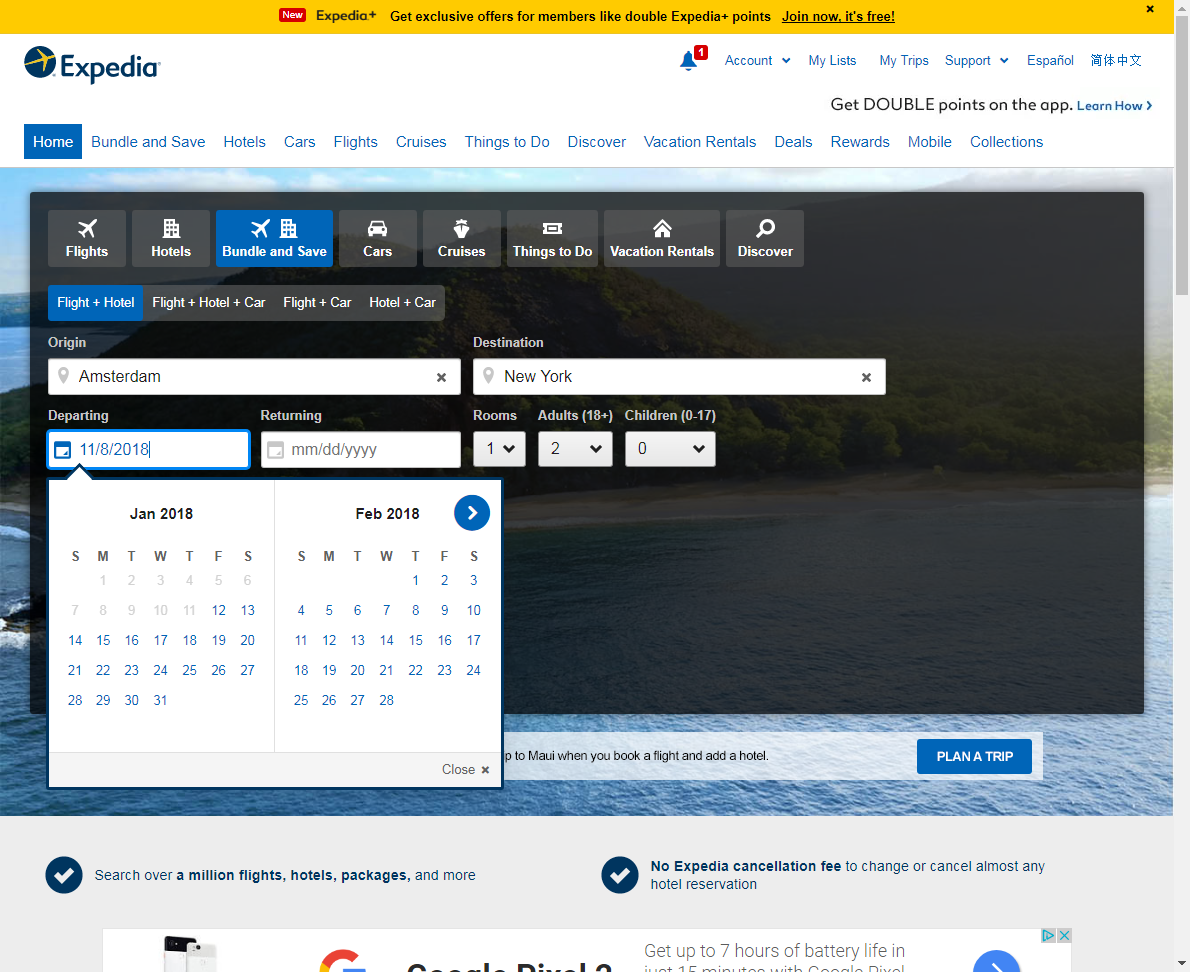 New Expedia+ Get exclusive offers for members like double Expedia+ points Join now, it's free!
Expedia
1
Account My Lists My Trips Support Español 简体中文
Get DOUBLE points on the app. Learn How
Home Bundle and Save Hotels Cars Flights Cruises Things to Do Discover Vacation Rentals Deals Rewards Mobile Collections
Flights Hotels Bundle and Save Cars Cruises Things to Do Vacation Rentals Discover
Flight + Hotel Flight + Hotel + Car Flight + Car Hotel + Car
Origin Destination
Amsterdam New York
Departing Returning Rooms Adults (18+) Children (0-17)
11/8/2018 mm/dd/yyyy 1 2 0
Jan 2018 Feb 2018
S M T W T F S S M T W T F S
1 2 3 4 5 6 1 2 3
7 8 9 10 11 12 13 4 5 6 7 8 9 10
14 15 16 17 18 19 20 11 12 13 14 15 16 17
21 22 23 24 25 26 27 18 19 20 21 22 23 24
28 29 30 31 25 26 27 28
p to Maui when you book a flight and add a hotel. PLAN A TRIP
Close
Search over a million flights, hotels, packages, and more
No Expedia cancellation fee to change or cancel almost any
hotel reservation
Get up to 7 hours of battery life in
just 15 minutes with Google Pixel
Google Pixel 2